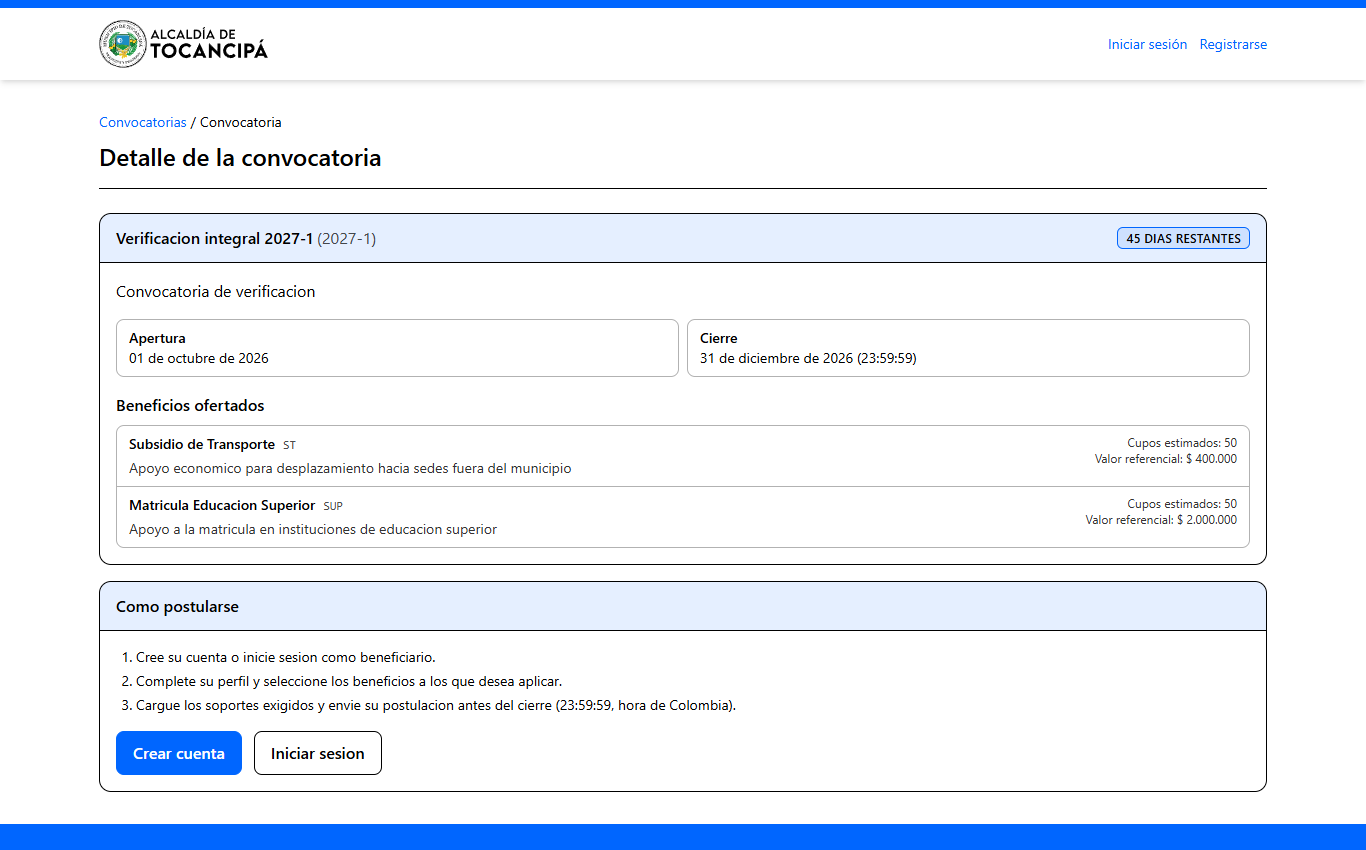 ALCALDÍA DE
TOCANCIPÁ
Iniciar sesión Registrarse
Convocatorias / Convocatoria
Detalle de la convocatoria
Verificacion integral 2027-1 (2027-1)
45 DIAS RESTANTES
Convocatoria de verificacion
Apertura
01 de octubre de 2026
Cierre
31 de diciembre de 2026 (23:59:59)
Beneficios ofertados
Subsidio de Transporte ST
Apoyo economico para desplazamiento hacia sedes fuera del municipio
Cupos estimados: 50
Valor referencial: $ 400.000
Matricula Educacion Superior SUP
Apoyo a la matricula en instituciones de educacion superior
Cupos estimados: 50
Valor referencial: $ 2.000.000
Como postularse
1. Cree su cuenta o inicie sesion como beneficiario.
2. Complete su perfil y seleccione los beneficios a los que desea aplicar.
3. Cargue los soportes exigidos y envie su postulacion antes del cierre (23:59:59, hora de Colombia).
Crear cuenta
Iniciar sesion